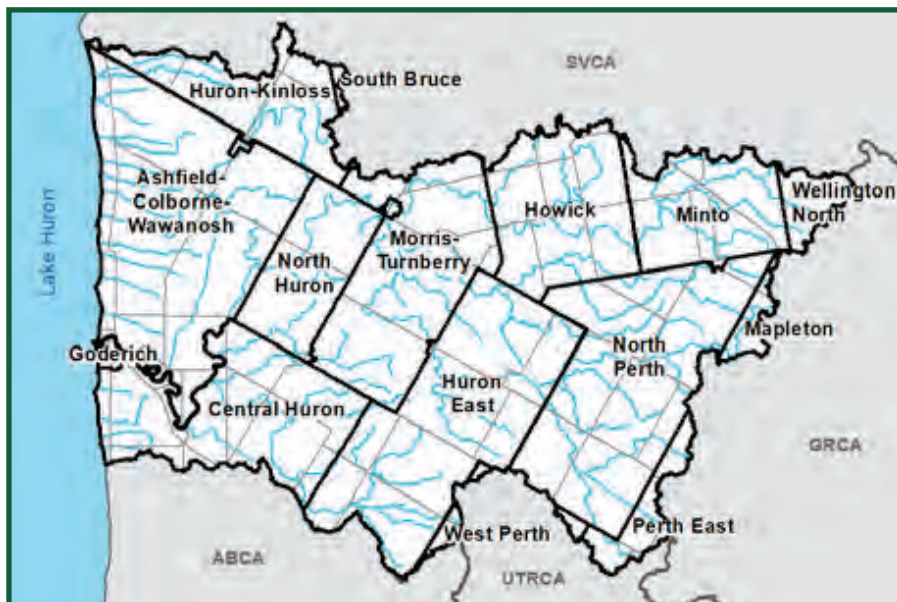 SVCA
South Bruce
Huron-Kinloss
Ashfield-
Colborne-
Wawanosh
Wellington
North
Howick
Minto
Morris-
Turnberry
North
Huron
Lake Huron
Mapleton
North
Perth
Goderich
Huron
East
Central Huron
GRCA
West Perth
Perth East
ABCA
UTRCA